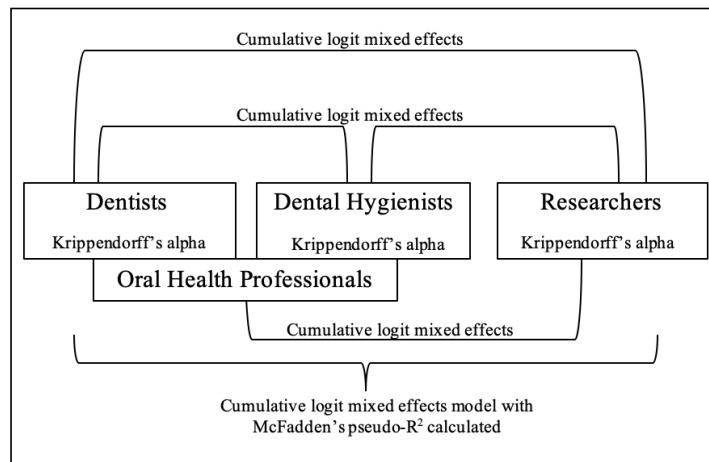 Cumulative logit mixed effects
Cumulative logit mixed effects
Dentists
Krippendorff's alpha
Dental Hygienists
Krippendorff's alpha
Researchers
Krippendorff's alpha
Oral Health Professionals
Cumulative logit mixed effects
Cumulative logit mixed effects model with
McFadden's pseudo-R² calculated